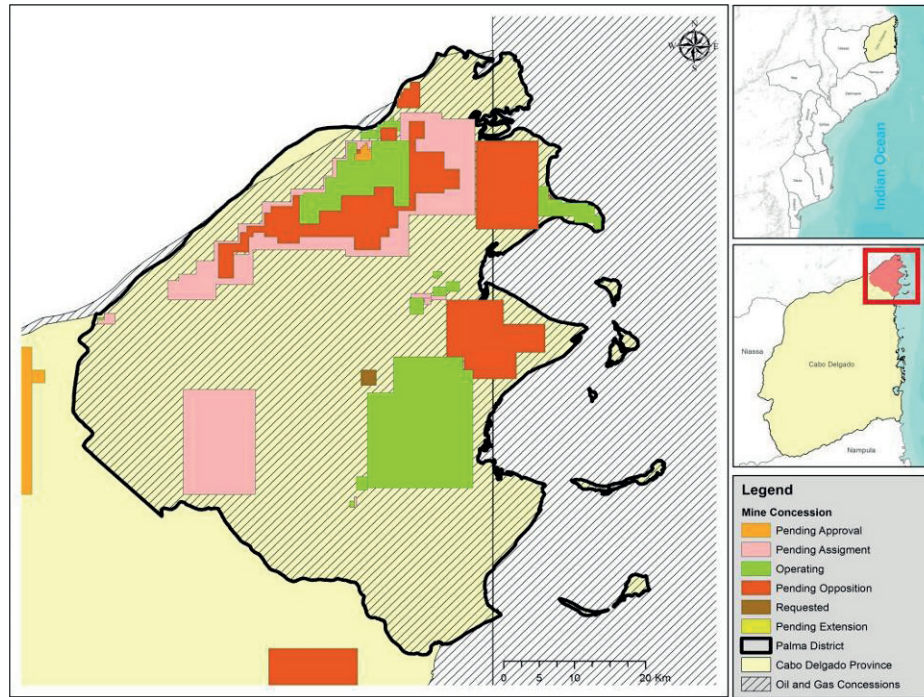 N
W E
S
0 5 10 20 Km
Indian Ocean
Niassa
Cabo Delgado
Nampula
Legend
Mine Concession
Pending Approval
Pending Assigment
Operating
Pending Opposition
Requested
Pending Extension
Palma District
Cabo Delgado Province
Oil and Gas Concessions